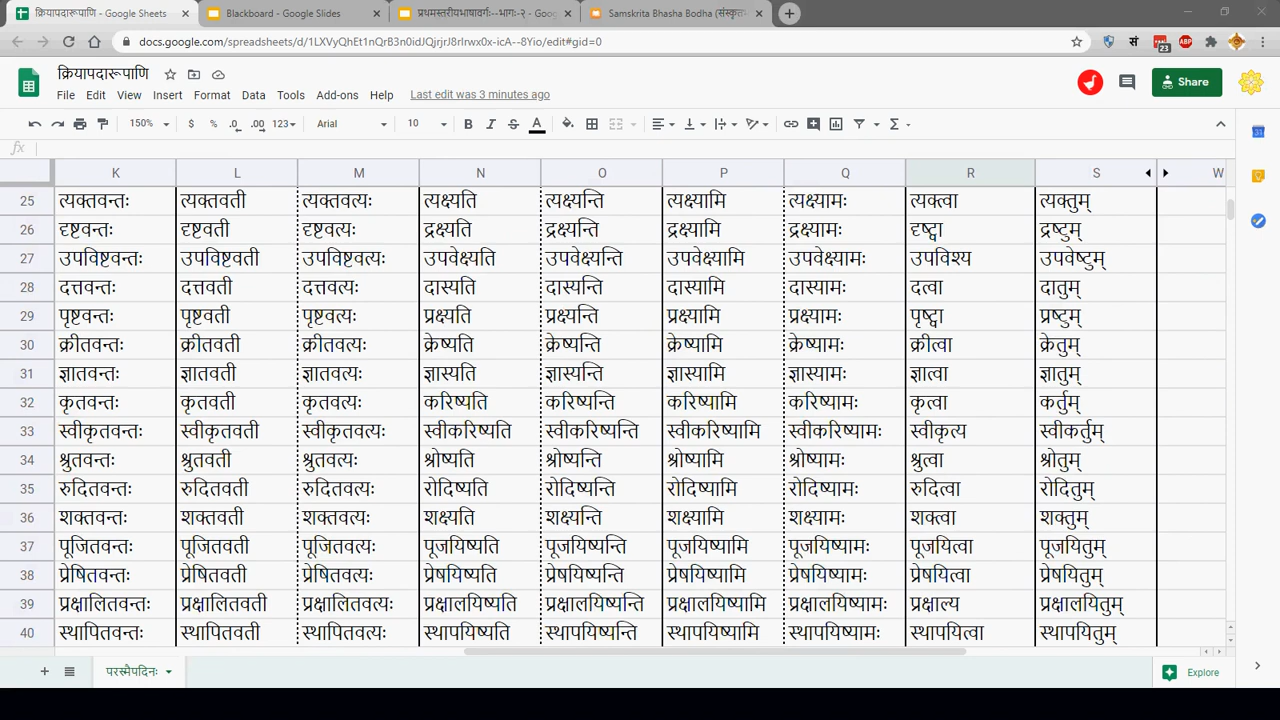 क्रियापदारूपाणि - Google Sheets × Blackboard - Google Slides × प्रथमस्तरीयभाषावर्गः--भागः-२ - Goog × Samskrita Bhasha Bodha (संस्कृतः ×
docs.google.com/spreadsheets/d/1LXVyQhEt1nQrB3n0idJQjrjrJ8rIrwx0x-icA--8Yio/edit#gid=0 सं 23 ABP
क्रियापदारूपाणि
File Edit View Insert Format Data Tools Add-ons Help Last edit was 3 minutes ago Share
150% $ % .0 .00 123 Arial 10 B I S A
fx
K L M N O P Q R S W
25 त्यक्तवन्तः त्यक्तवती त्यक्तवत्यः त्यक्ष्यति त्यक्ष्यन्ति त्यक्ष्यामि त्यक्ष्यामः त्यक्त्वा त्यक्तुम्
26 दृष्टवन्तः दृष्टवती दृष्टवत्यः द्रक्ष्यति द्रक्ष्यन्ति द्रक्ष्यामि द्रक्ष्यामः दृष्ट्वा द्रष्टुम्
27 उपविष्टवन्तः उपविष्टवती उपविष्टवत्यः उपवेक्ष्यति उपवेक्ष्यन्ति उपवेक्ष्यामि उपवेक्ष्यामः उपविश्य उपवेष्टुम्
28 दत्तवन्तः दत्तवती दत्तवत्यः दास्यति दास्यन्ति दास्यामि दास्यामः दत्वा दातुम्
29 पृष्टवन्तः पृष्टवती पृष्टवत्यः प्रक्ष्यति प्रक्ष्यन्ति प्रक्ष्यामि प्रक्ष्यामः पृष्ट्वा प्रष्टुम्
30 क्रीतवन्तः क्रीतवती क्रीतवत्यः क्रेष्यति क्रेष्यन्ति क्रेष्यामि क्रेष्यामः क्रीत्वा क्रेतुम्
31 ज्ञातवन्तः ज्ञातवती ज्ञातवत्यः ज्ञास्यति ज्ञास्यन्ति ज्ञास्यामि ज्ञास्यामः ज्ञात्वा ज्ञातुम्
32 कृतवन्तः कृतवती कृतवत्यः करिष्यति करिष्यन्ति करिष्यामि करिष्यामः कृत्वा कर्तुम्
33 स्वीकृतवन्तः स्वीकृतवती स्वीकृतवत्यः स्वीकरिष्यति स्वीकरिष्यन्ति स्वीकरिष्यामि स्वीकरिष्यामः स्वीकृत्य स्वीकर्तुम्
34 श्रुतवन्तः श्रुतवती श्रुतवत्यः श्रोष्यति श्रोष्यन्ति श्रोष्यामि श्रोष्यामः श्रुत्वा श्रोतुम्
35 रुदितवन्तः रुदितवती रुदितवत्यः रोदिष्यति रोदिष्यन्ति रोदिष्यामि रोदिष्यामः रुदित्वा रोदितुम्
36 शक्तवन्तः शक्तवती शक्तवत्यः शक्ष्यति शक्ष्यन्ति शक्ष्यामि शक्ष्यामः शक्त्वा शक्तुम्
37 पूजितवन्तः पूजितवती पूजितवत्यः पूजयिष्यति पूजयिष्यन्ति पूजयिष्यामि पूजयिष्यामः पूजयित्वा पूजयितुम्
38 प्रेषितवन्तः प्रेषितवती प्रेषितवत्यः प्रेषयिष्यति प्रेषयिष्यन्ति प्रेषयिष्यामि प्रेषयिष्यामः प्रेषयित्वा प्रेषयितुम्
39 प्रक्षालितवन्तः प्रक्षालितवती प्रक्षालितवत्यः प्रक्षालयिष्यति प्रक्षालयिष्यन्ति प्रक्षालयिष्यामि प्रक्षालयिष्यामः प्रक्षाल्य प्रक्षालयितुम्
40 स्थापितवन्तः स्थापितवती स्थापितवत्यः स्थापयिष्यति स्थापयिष्यन्ति स्थापयिष्यामि स्थापयिष्यामः स्थापयित्वा स्थापयितुम्
परस्मैपदिनः Explore